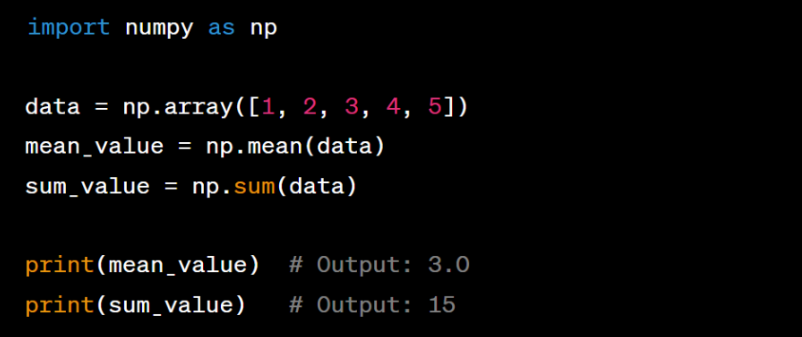 import numpy as np
data = np.array([1, 2, 3, 4, 5])
mean_value = np.mean(data)
sum_value = np.sum(data)
print(mean_value)  # Output: 3.0
print(sum_value)   # Output: 15